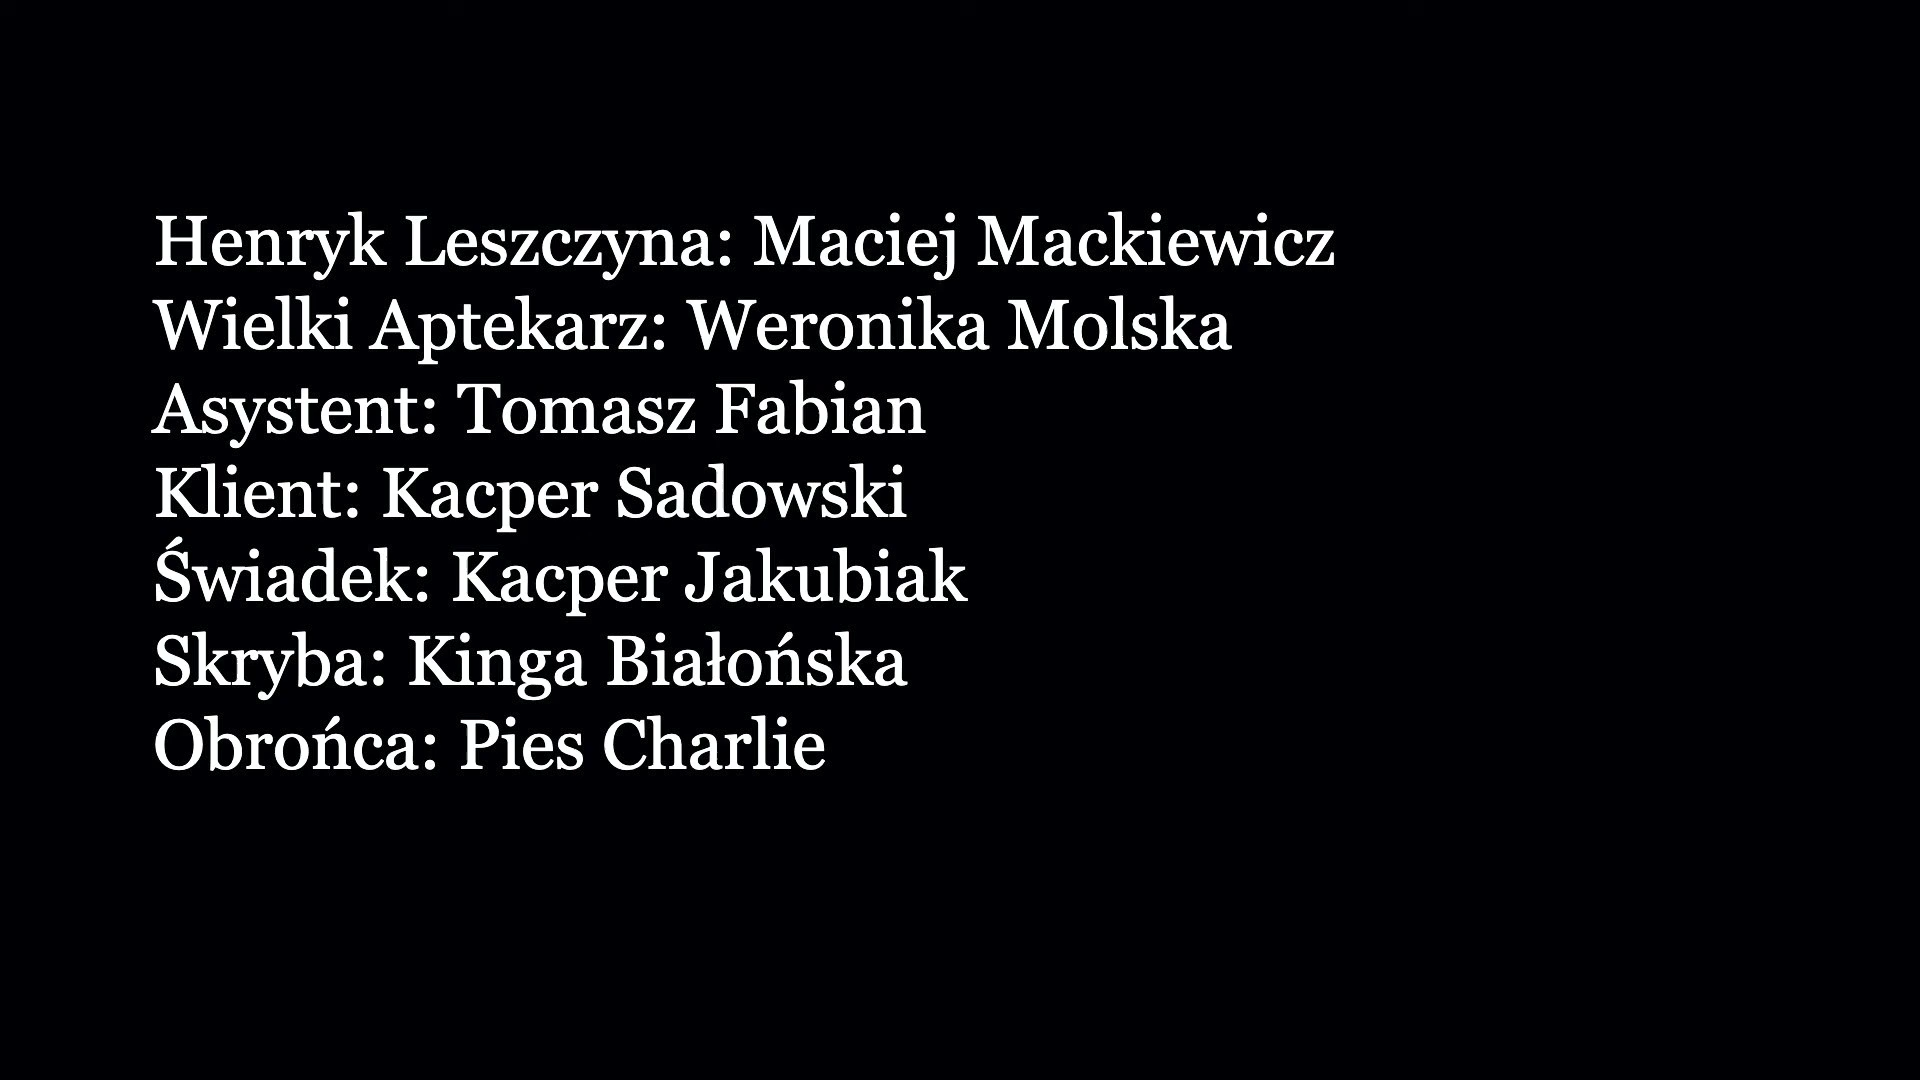 Henryk Leszczyna: Maciej Mackiewicz
Wielki Aptekarz: Weronika Molska
Asystent: Tomasz Fabian
Klient: Kacper Sadowski
Świadek: Kacper Jakubiak
Skryba: Kinga Białońska
Obrońca: Pies Charlie